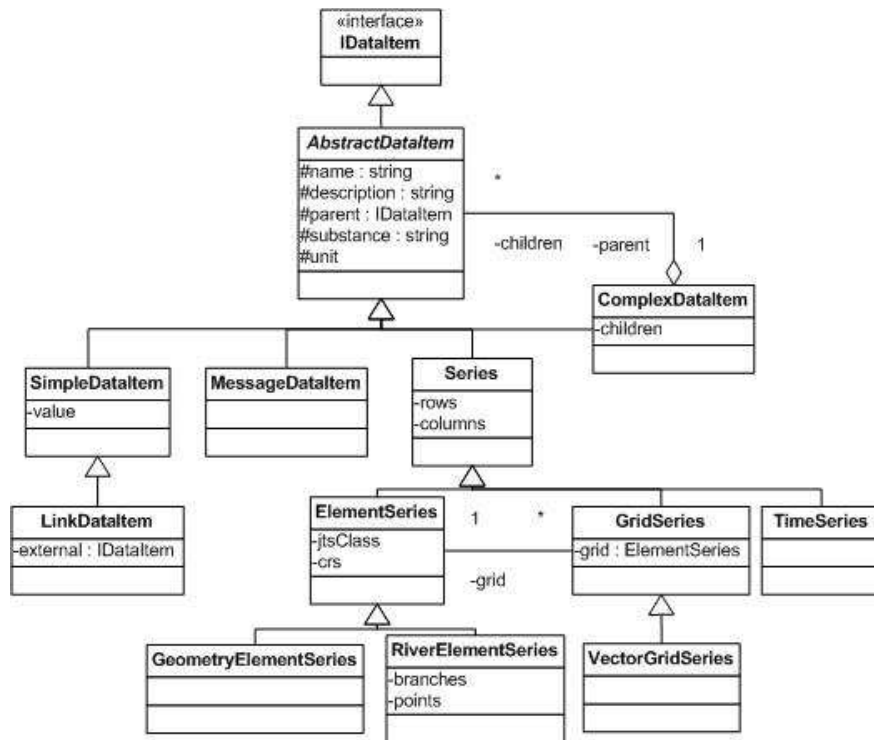 «interface»
IDataItem
AbstractDataItem
#name : string
#description : string
#parent : IDataItem
#substance : string
#unit
*
-children
-parent
1
ComplexDataItem
-children
SimpleDataItem
-value
MessageDataItem
Series
-rows
-columns
LinkDataItem
-external : IDataItem
ElementSeries
-jtsClass
-crs
1
*
-grid
GridSeries
-grid : ElementSeries
TimeSeries
GeometryElementSeries
RiverElementSeries
-branches
-points
VectorGridSeries